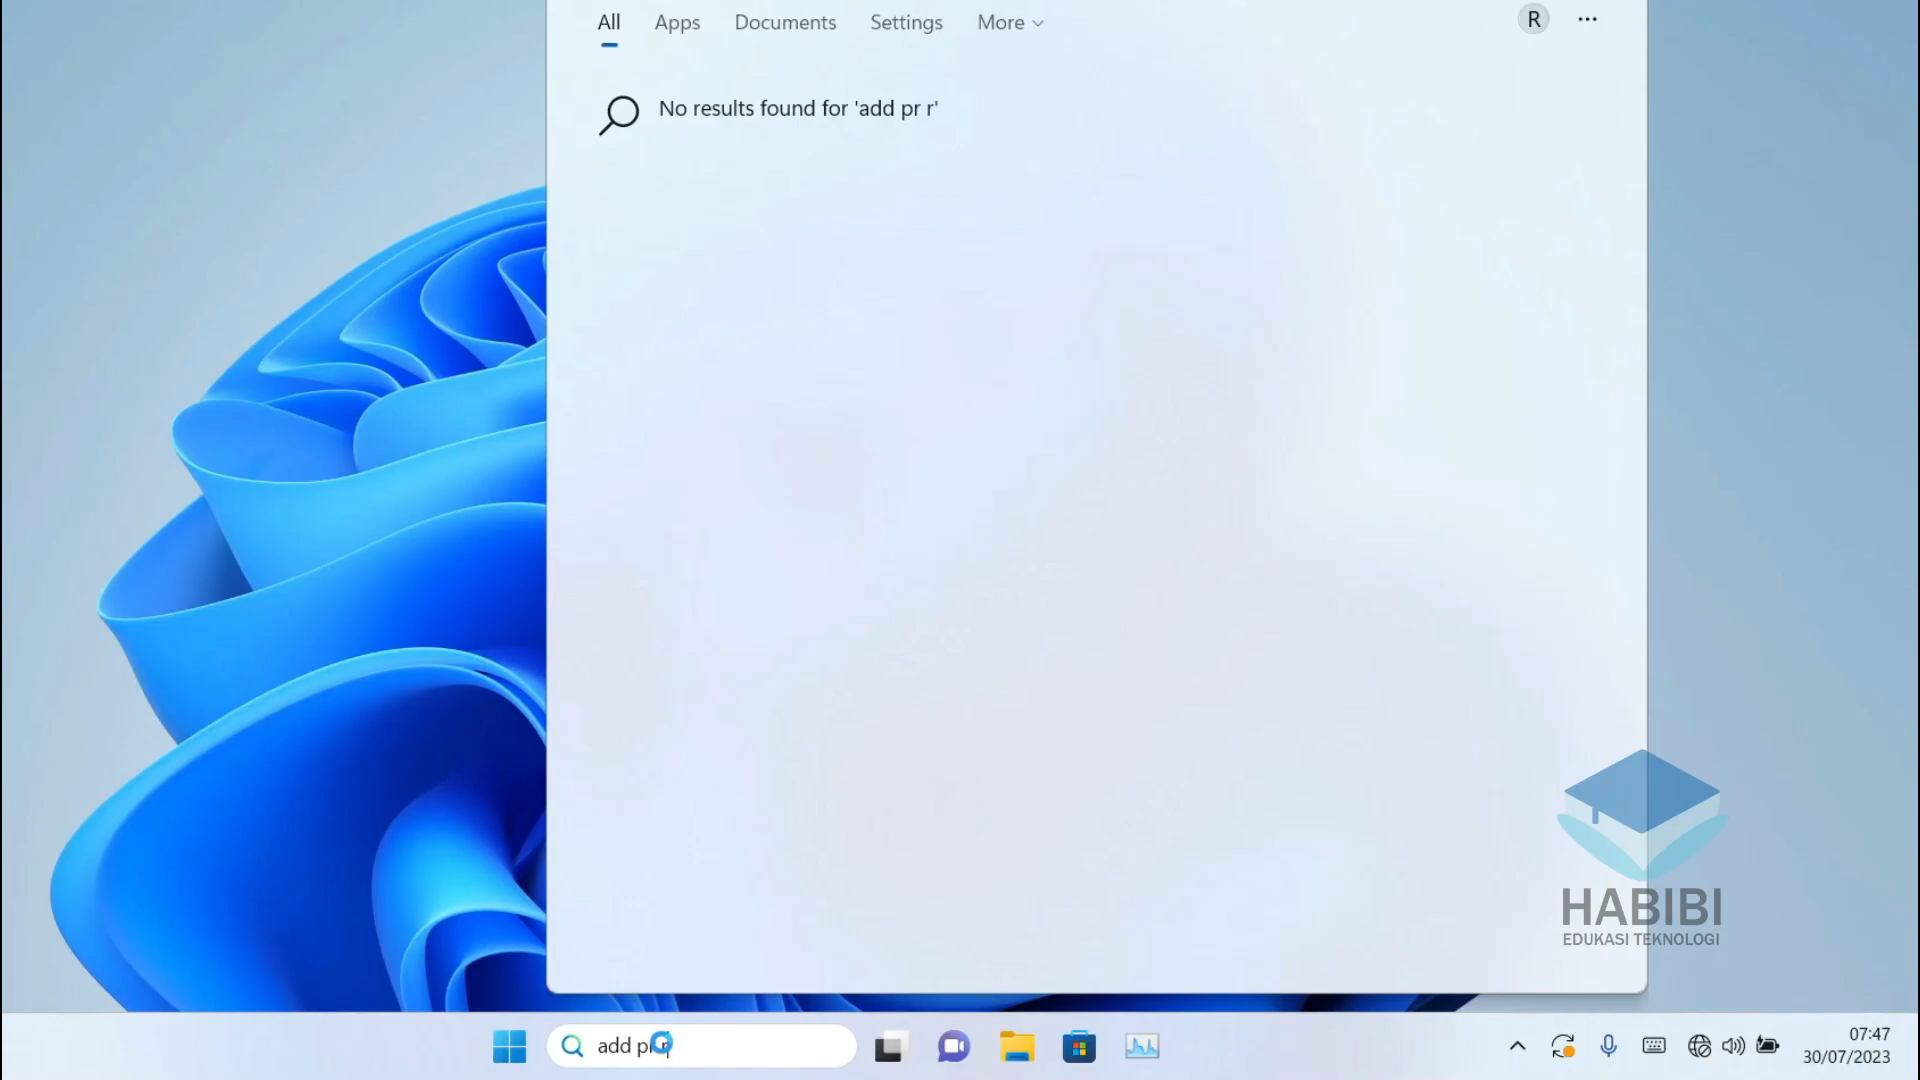 All Apps Documents Settings More
R
No results found for 'add pr r'
HABIBI
EDUKASI TEKNOLOGI
add pr r
07:47
30/07/2023